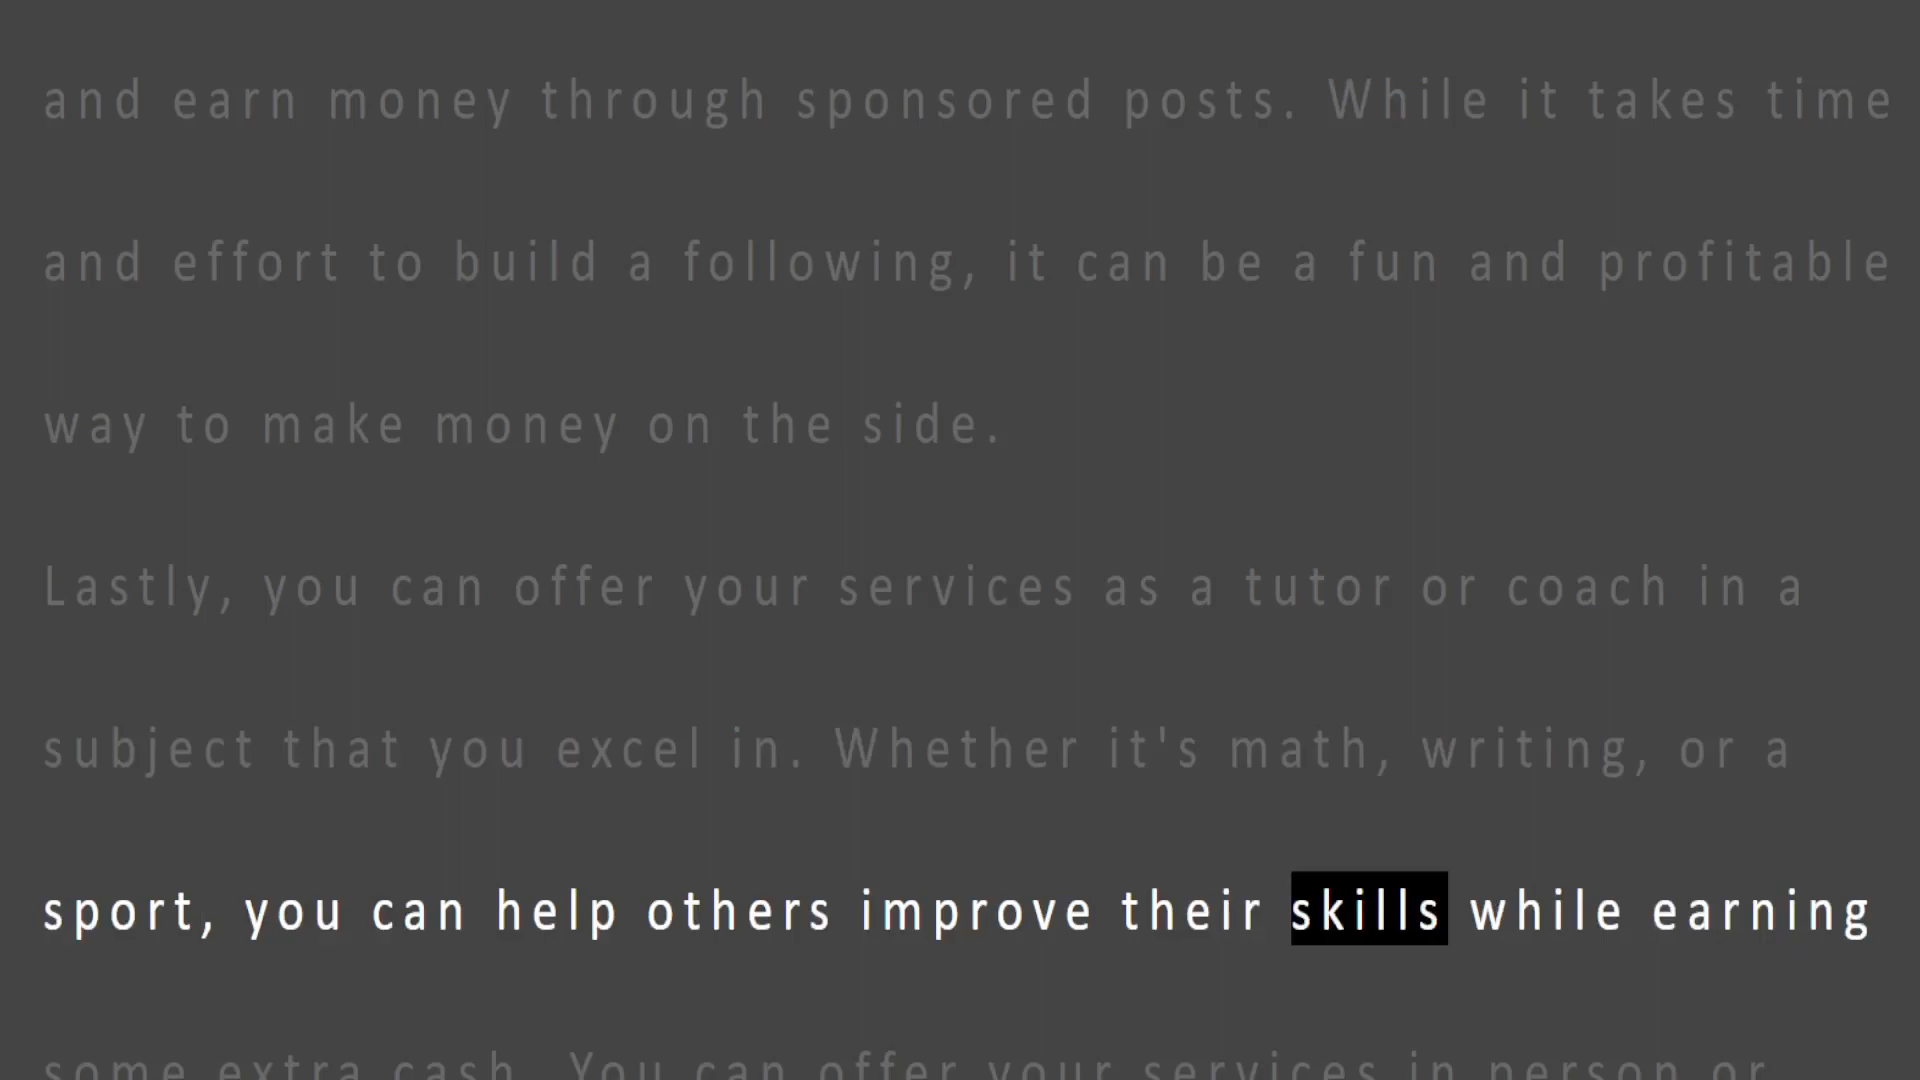 and earn money through sponsored posts. While it takes time
and effort to build a following, it can be a fun and profitable
way to make money on the side.
Lastly, you can offer your services as a tutor or coach in a
subject that you excel in. Whether it's math, writing, or a
sport, you can help others improve their skills while earning
some extra cash. You can offer your services in person or